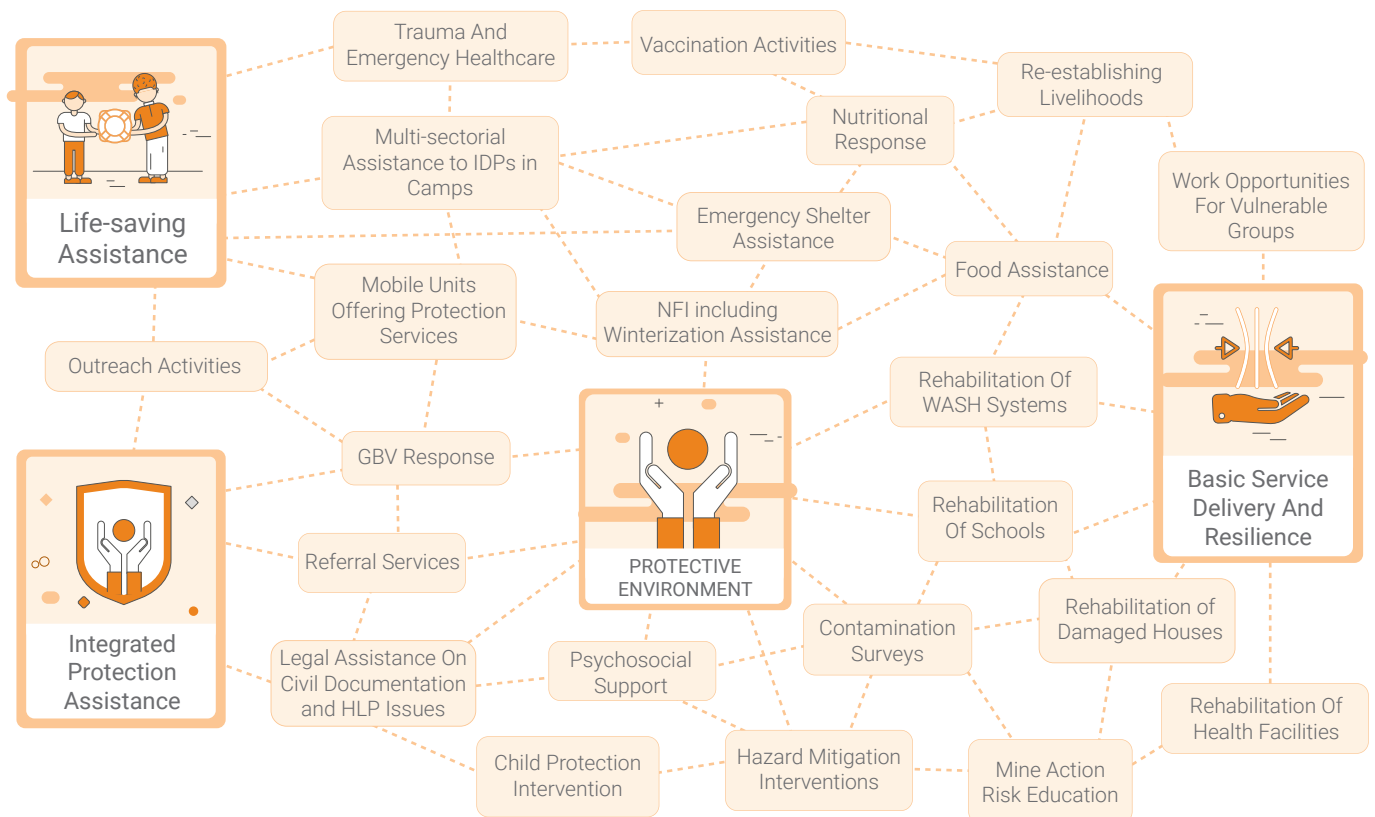 Trauma And
Emergency Healthcare
Vaccination Activities
Re-establishing
Livelihoods
Nutritional
Response
Multi-sectorial
Assistance to IDPs in
Camps
Work Opportunities
For Vulnerable
Groups
Life-saving
Assistance
Emergency Shelter
Assistance
Food Assistance
Mobile Units
Offering Protection
Services
NFI including
Winterization Assistance
Outreach Activities
Rehabilitation Of
WASH Systems
GBV Response
Basic Service
Delivery And
Resilience
Rehabilitation
Of Schools
Referral Services
PROTECTIVE
ENVIRONMENT
Rehabilitation of
Damaged Houses
Contamination
Surveys
Integrated
Protection
Assistance
Legal Assistance On
Civil Documentation
and HLP Issues
Psychosocial
Support
Rehabilitation Of
Health Facilities
Child Protection
Intervention
Hazard Mitigation
Interventions
Mine Action
Risk Education